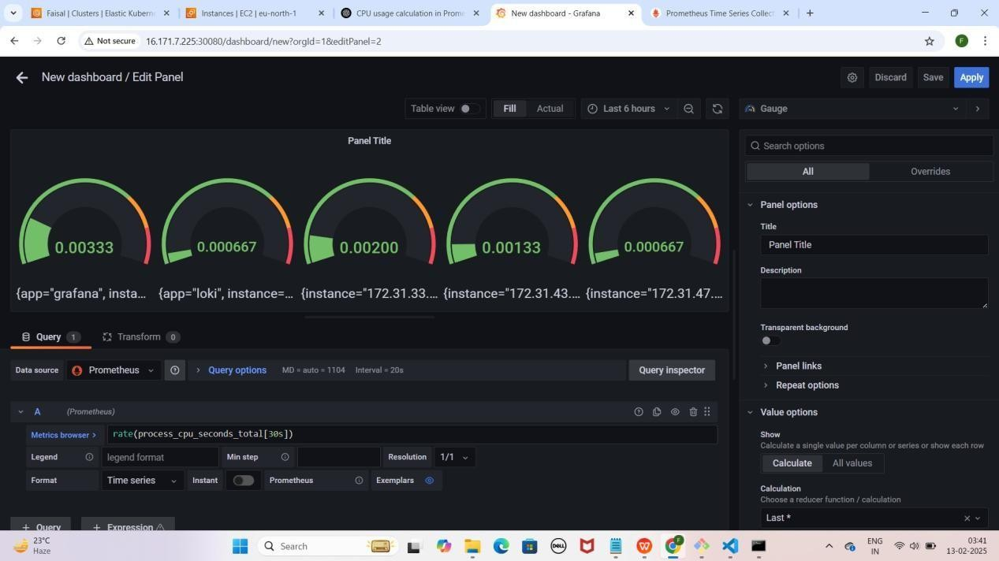 Faisal | Clusters | Elastic Kuberne
Instances | EC2 | eu-north-1
CPU usage calculation in Prome
New dashboard - Grafana
Prometheus Time Series Collect
Not secure
16.171.7.225:30080/dashboard/new?orgId=1&editPanel=2
F
New dashboard / Edit Panel
Discard
Save
Apply
Table view
Fill
Actual
Last 6 hours
Gauge
Panel Title
0.00333
0.000667
0.00200
0.00133
0.000667
{app="grafana", insta...
{app="loki", instance=...
{instance="172.31.33....
{instance="172.31.43....
{instance="172.31.47....
Search options
All
Overrides
Panel options
Title
Panel Title
Description
Transparent background
Panel links
Repeat options
Value options
Show
Calculate a single value per column or series or show each row
Calculate
All values
Calculation
Choose a reducer function / calculation
Last *
Query 1
Transform 0
Data source
Prometheus
Query options
MD = auto = 1104
Interval = 20s
Query inspector
A
(Prometheus)
Metrics browser >
rate(process_cpu_seconds_total[30s])
Legend
legend format
Min step
Resolution
1/1
Format
Time series
Instant
Prometheus
Exemplars
+ Query
+ Expression
23°C
Haze
Search
DELL
F
ENG
IN
03:41
13-02-2025